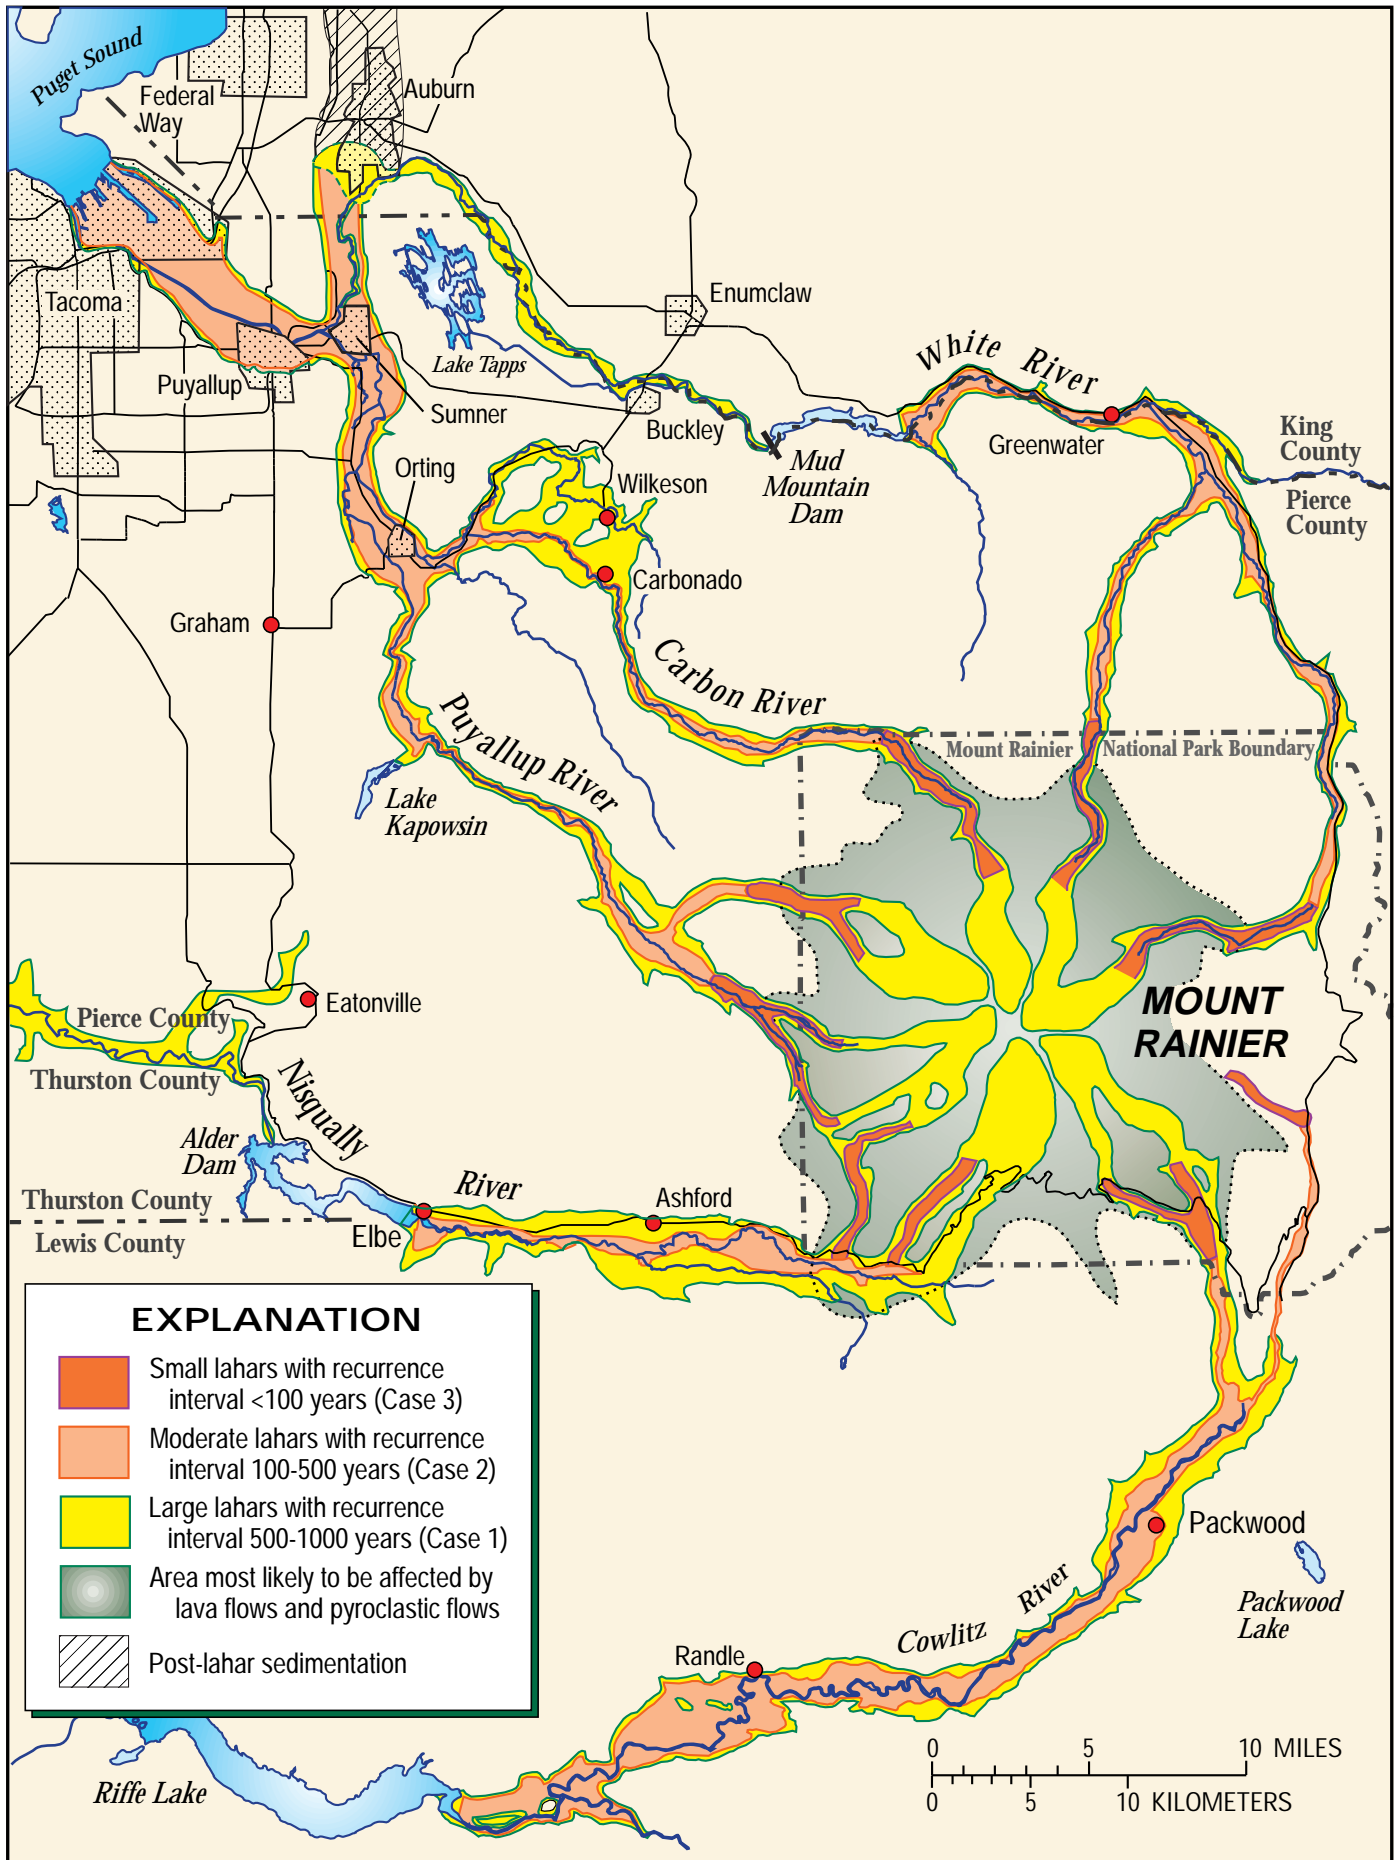 Puget Sound
Federal
Way
Auburn
Tacoma
Puyallup
Lake Tapps
Sumner
Enumclaw
Buckley
White River
Greenwater
King
County
Pierce
County
Mud
Mountain
Dam
Orting
Wilkeson
Carbonado
Graham
Carbon River
Puyallup River
Mount Rainier
National Park Boundary
Lake
Kapowsin
MOUNT
RAINIER
Eatonville
Pierce County
Thurston County
Nisqually
River
Alder
Dam
Thurston County
Lewis County
Elbe
Ashford
EXPLANATION
Small lahars with recurrence
interval <100 years (Case 3)
Moderate lahars with recurrence
interval 100-500 years (Case 2)
Large lahars with recurrence
interval 500-1000 years (Case 1)
Area most likely to be affected by
lava flows and pyroclastic flows
Post-lahar sedimentation
Packwood
Packwood
Lake
Cowlitz River
Randle
Riffe Lake
0 5 10 MILES
0 5 10 KILOMETERS